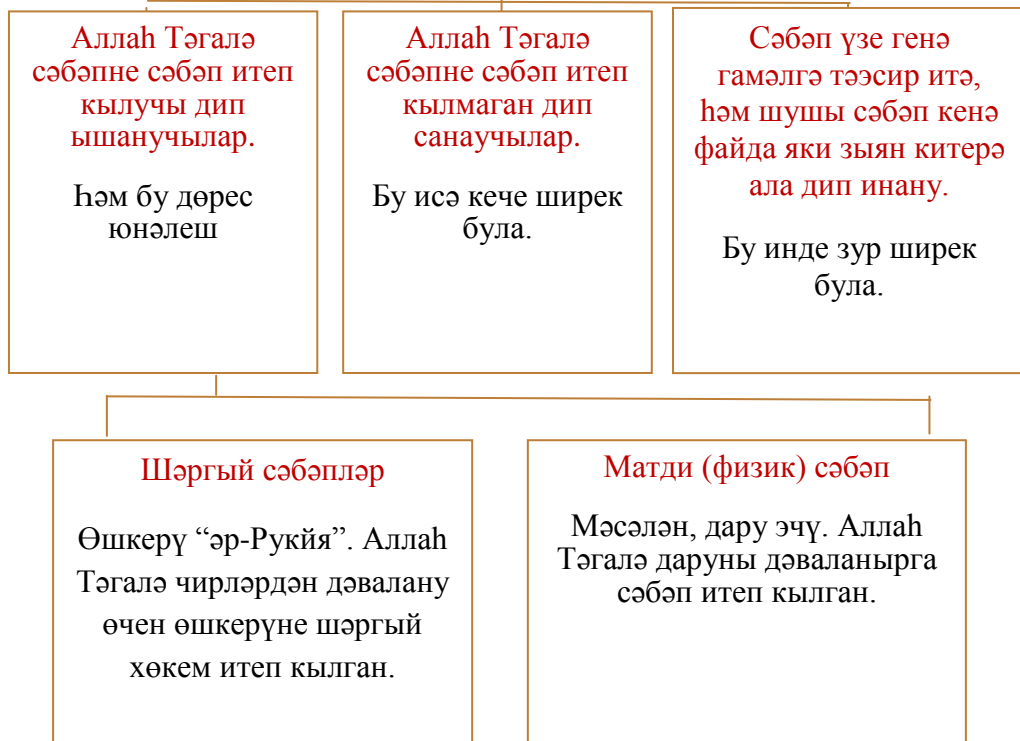 Аллаһ Тәгалә
сәбәпне сәбәп итеп
кылучы дип
ышанучылар.
Һәм бу дөрес
юнәлеш
Аллаһ Тәгалә
сәбәпне сәбәп итеп
кылмаган дип
санаучылар.
Бу исә кече ширек
була.
Сәбәп үзе генә
гамәлгә тәэсир итә,
һәм шушы сәбәп кенә
файда яки зыян китерә
ала дип инану.
Бу инде зур ширек
була.
Шәргый сәбәпләр
Өшкерү “әр-Рукйя”. Аллаһ
Тәгалә чирләрдән дәвалану
өчен өшкерүне шәргый
хөкем итеп кылган.
Матди (физик) сәбәп
Мәсәлән, дару эчү. Аллаһ
Тәгалә даруны дәваланырга
сәбәп итеп кылган.